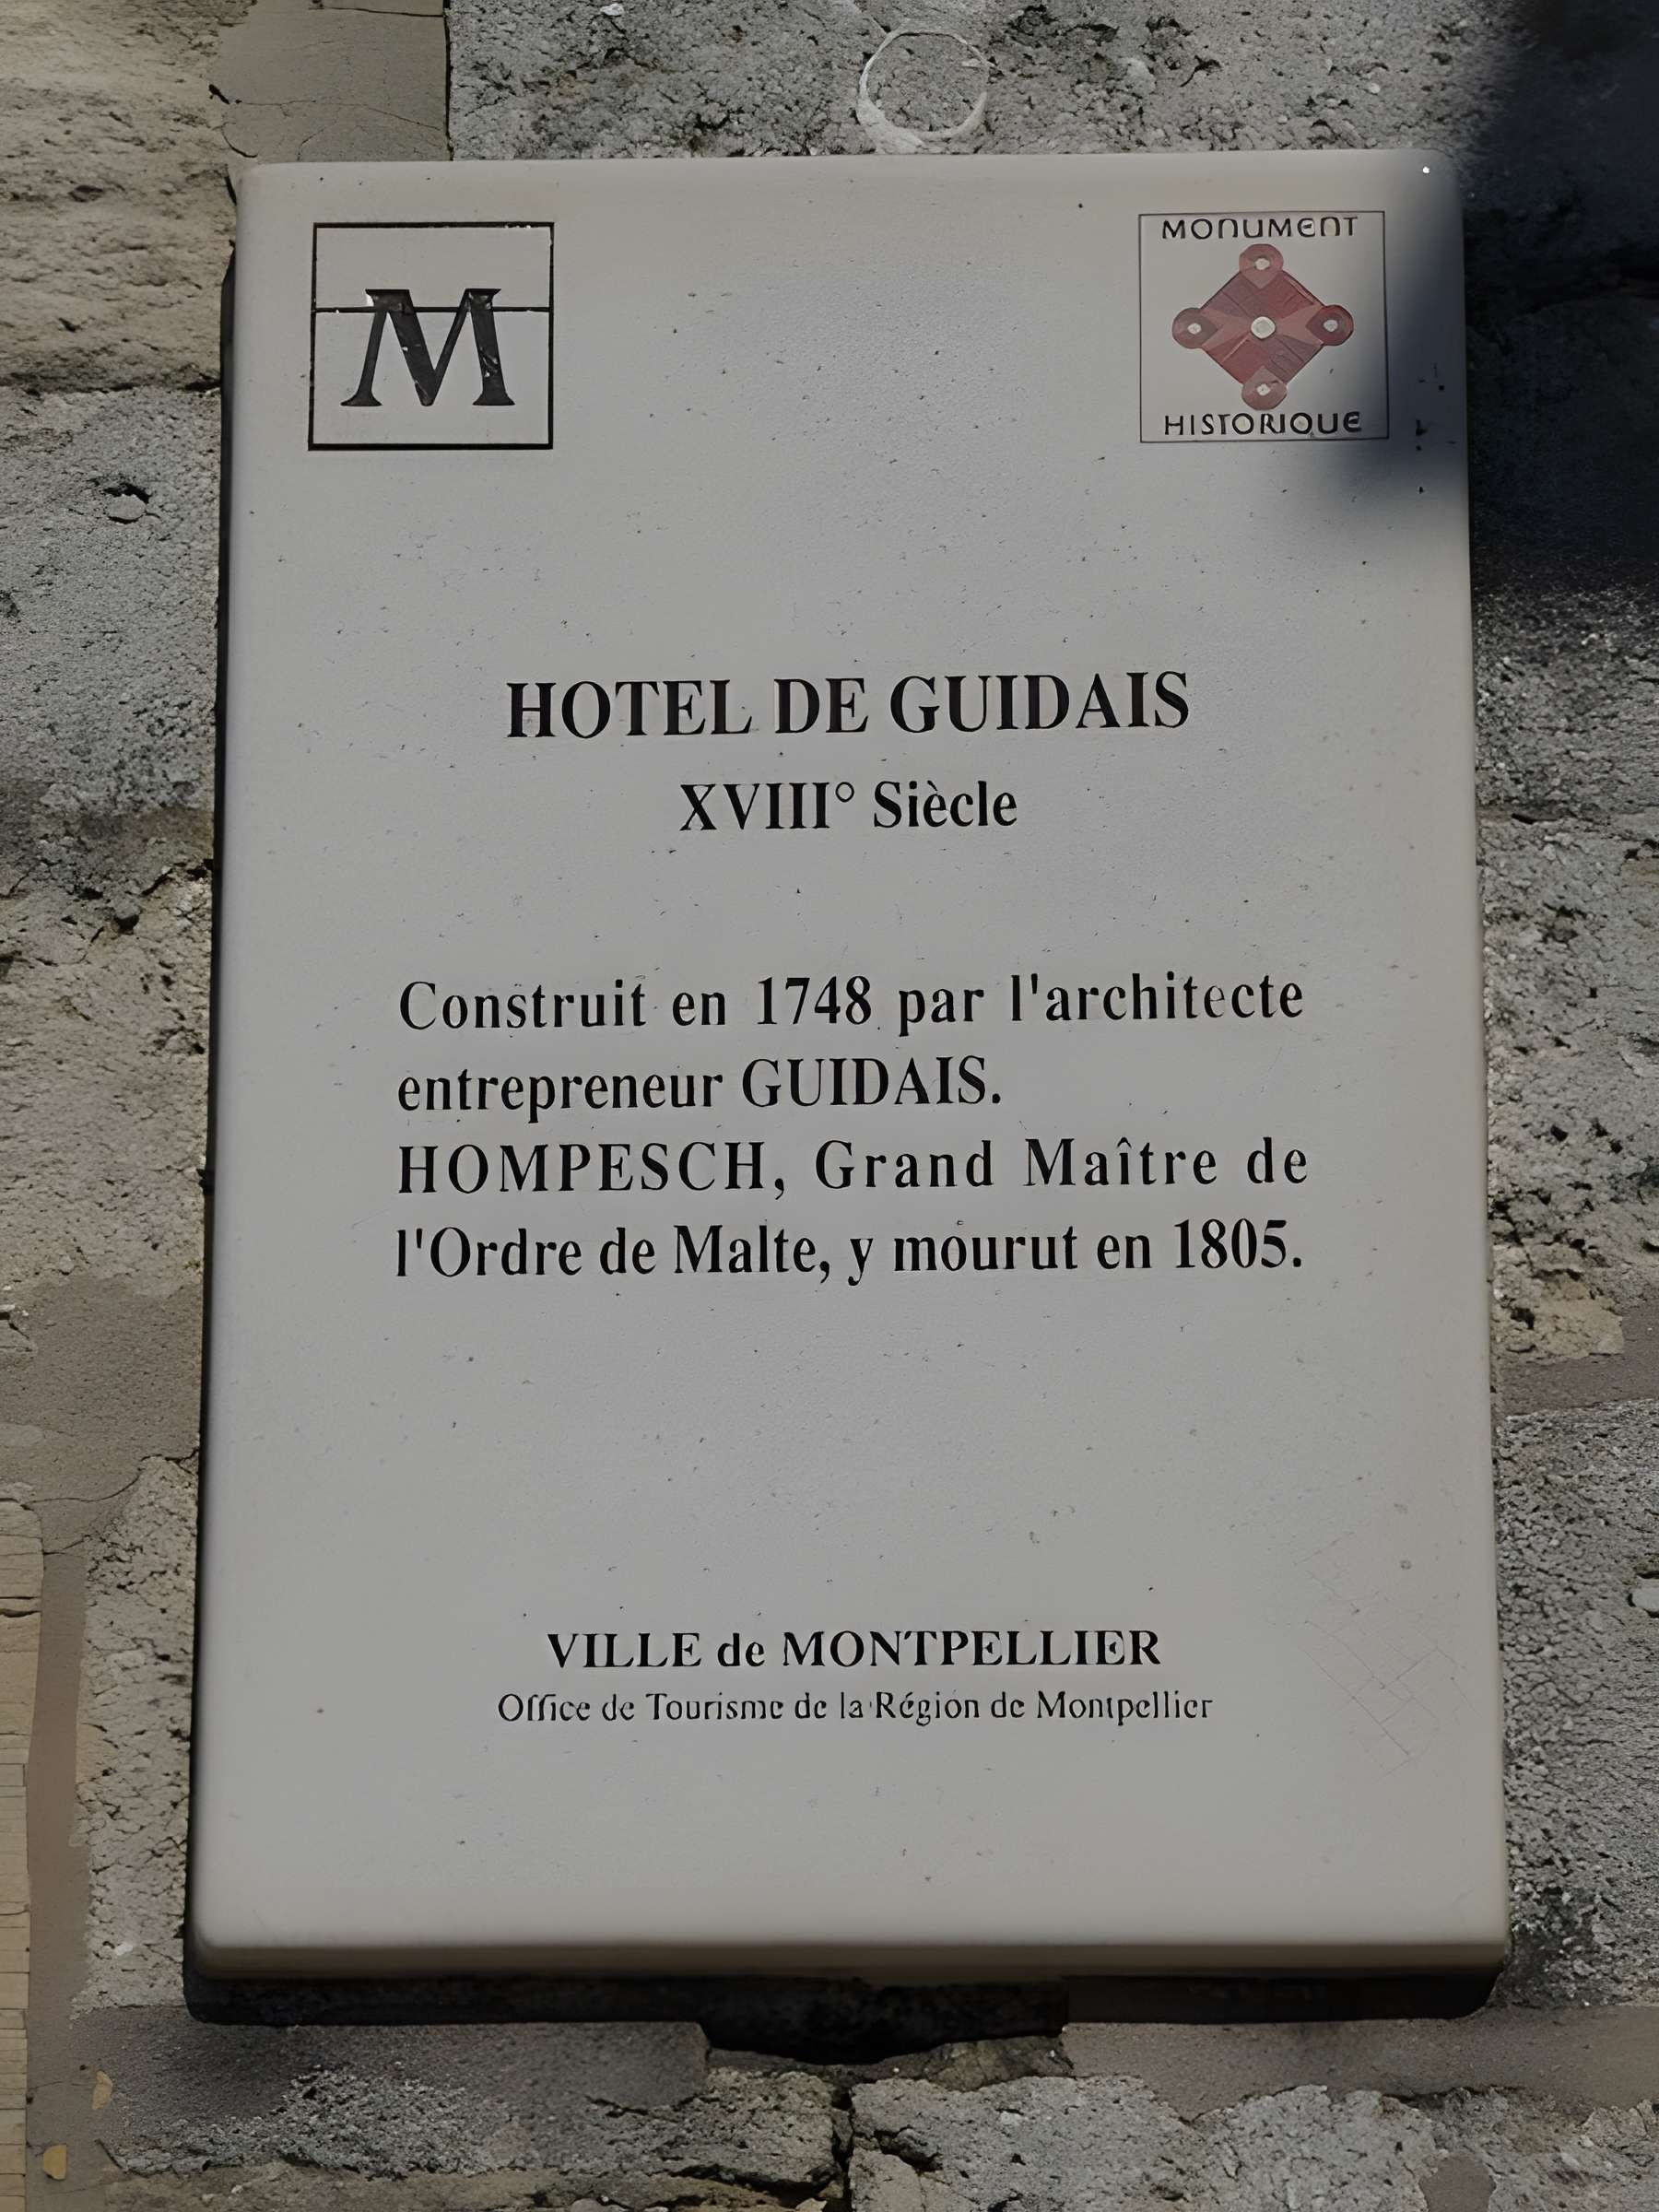 M
MONUMENT
HISTORIQUE
HOTEL DE GUIDAIS
XVIII° Siècle
Construit en 1748 par l'architecte
entrepreneur GUIDAIS.
HOMPESCH, Grand Maître de
l'Ordre de Malte, y mourut en 1805.
VILLE de MONTPELLIER
Office de Tourisme de la Région de Montpellier